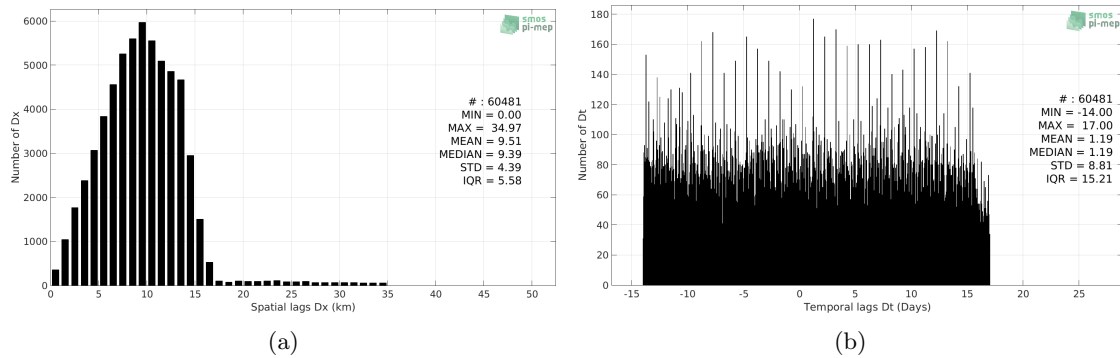 6000
5000
4000
3000
2000
1000
0
Number of Dx
smos
pi-mep
# : 60481
MIN = 0.00
MAX = 34.97
MEAN = 9.51
MEDIAN = 9.39
STD = 4.39
IQR = 5.58
0 5 10 15 20 25 30 35 40 45 50
Spatial lags Dx (km)
(a)
180
160
140
120
100
80
60
40
20
0
Number of Dt
smos
pi-mep
# : 60481
MIN = -14.00
MAX = 17.00
MEAN = 1.19
MEDIAN = 1.19
STD = 8.81
IQR = 15.21
-15 -10 -5 0 5 10 15 20 25
Temporal lags Dt (Days)
(b)